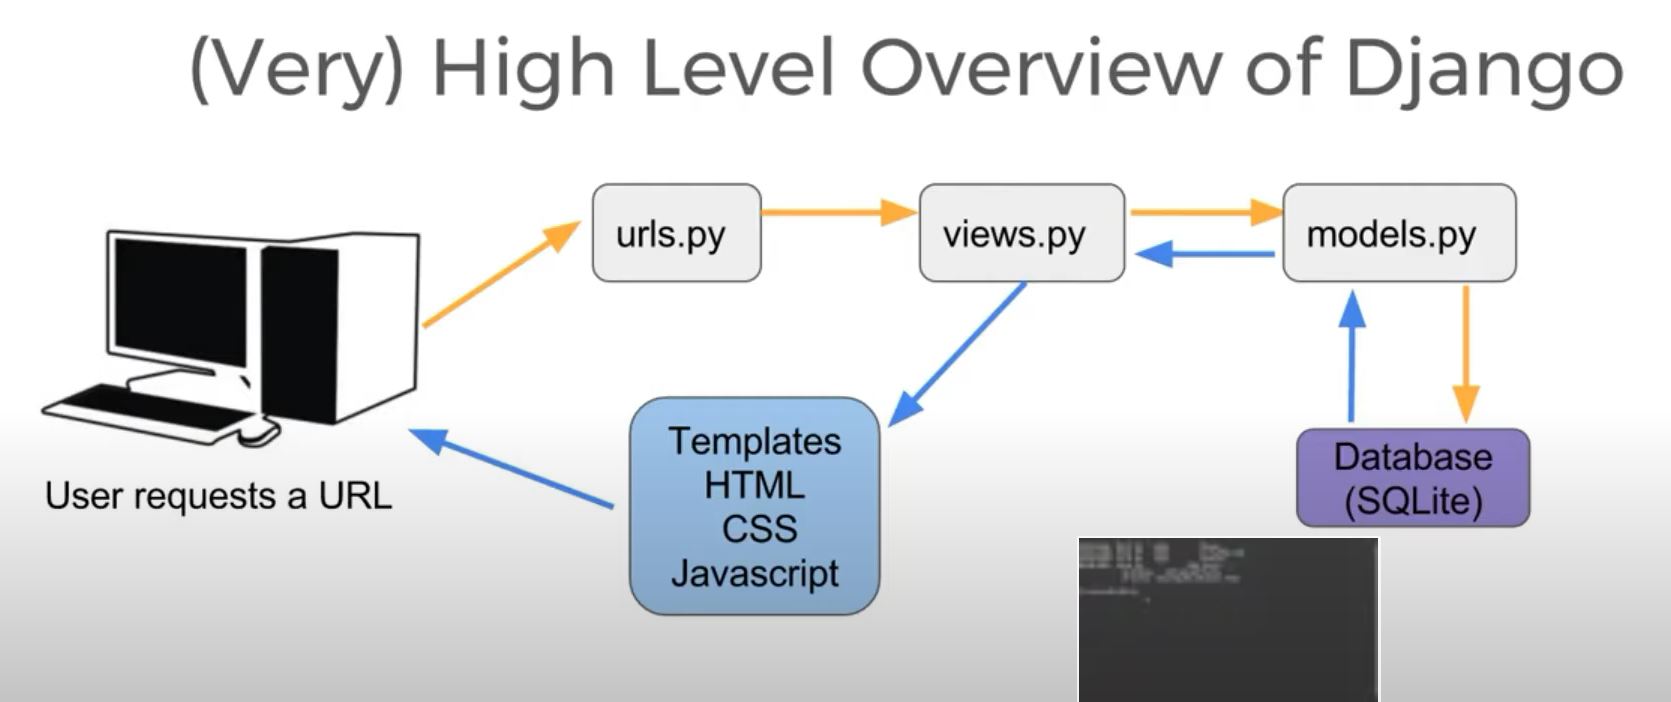 (Very) High Level Overview of Django
urls.py
views.py
models.py
Templates
HTML
CSS
Javascript
Database
(SQLite)
User requests a URL